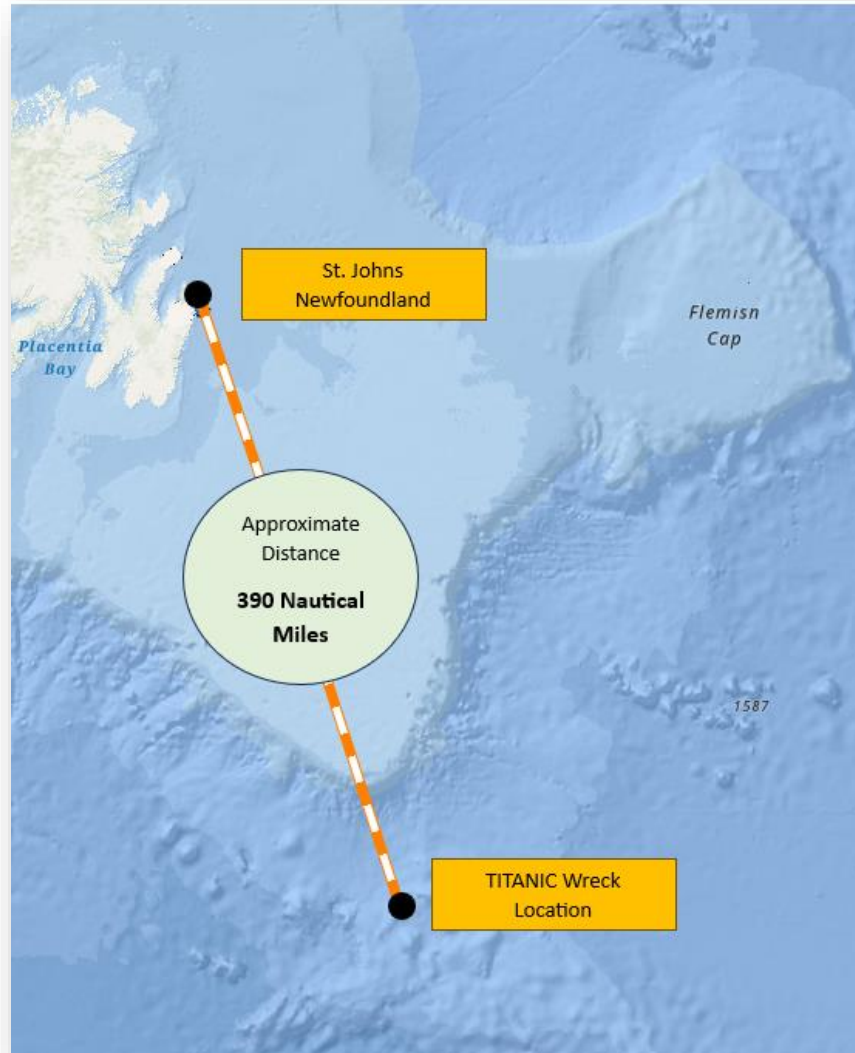 St. Johns
Newfoundland
Flemisn
Cap
Placentia
Bay
Approximate
Distance
390 Nautical
Miles
1587
TITANIC Wreck
Location